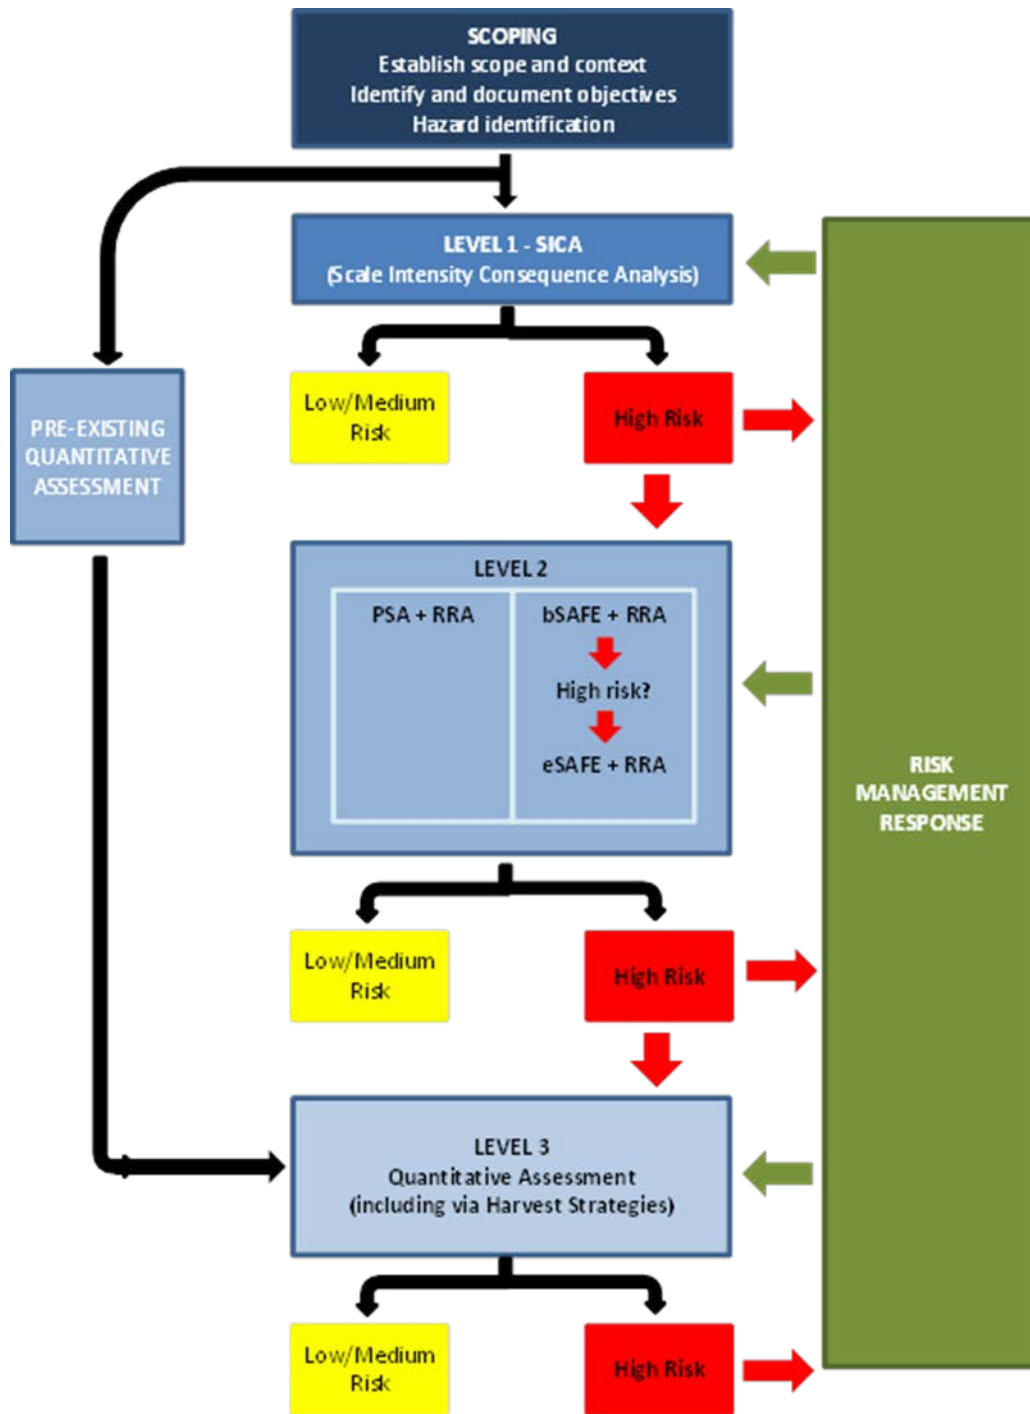 SCOPING
Establish scope and context
Identify and document objectives
Hazard identification
LEVEL 1 - SICA
(Scale Intensity Consequence Analysis)
Low/Medium
Risk
High Risk
PRE-EXISTING
QUANTITATIVE
ASSESSMENT
LEVEL 2
PSA + RRA
bSAFE + RRA
High risk?
eSAFE + RRA
RISK
MANAGEMENT
RESPONSE
Low/Medium
Risk
High Risk
LEVEL 3
Quantitative Assessment
(including via Harvest Strategies)
Low/Medium
Risk
High Risk